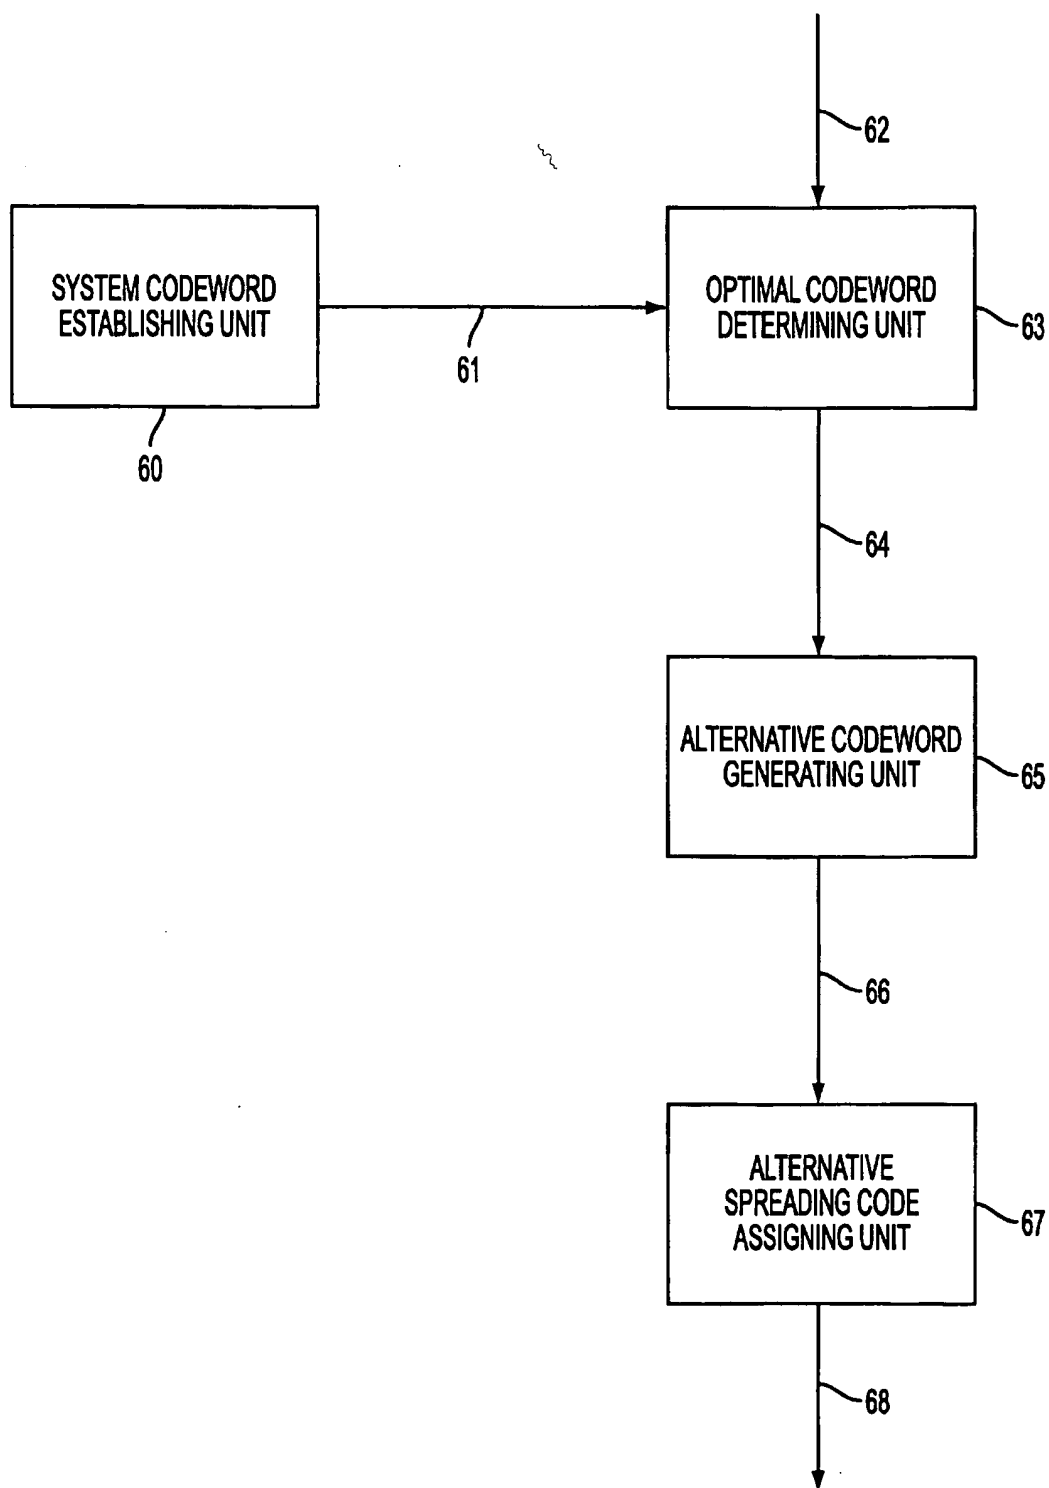 62
SYSTEM CODEWORD
ESTABLISHING UNIT
OPTIMAL CODEWORD
DETERMINING UNIT
63
61
60
64
ALTERNATIVE CODEWORD
GENERATING UNIT
65
66
ALTERNATIVE
SPREADING CODE
ASSIGNING UNIT
67
68